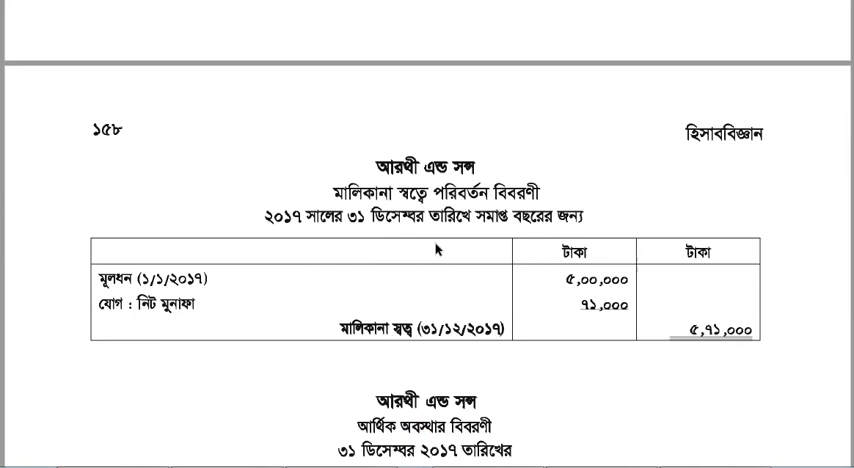 ১৫৮ হিসাববিজ্ঞান
আরথী এন্ড সন্স
মালিকানা স্বত্বে পরিবর্তন বিবরণী
২০১৭ সালের ৩১ ডিসেম্বর তারিখে সমাপ্ত বছরের জন্য
টাকা টাকা
মূলধন (১/১/২০১৭) ৫,০০,০০০
যোগ : নিট মুনাফা ৭১,০০০
মালিকানা স্বত্ব (৩১/১২/২০১৭) ৫,৭১,০০০
আরথী এন্ড সন্স
আর্থিক অবস্থার বিবরণী
৩১ ডিসেম্বর ২০১৭ তারিখের